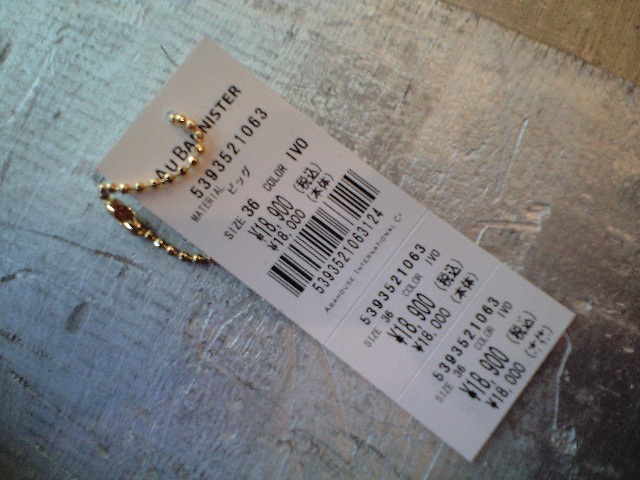 AU BANNISTER
5393521063
MATERIAL ピッグ
SIZE 36 COLOR IVO
¥18,900 (税込)
¥18,000 (本体)
5393521063124
ARAHOUSE INTERNATIONAL Co
5393521063
SIZE 36 COLOR IVO
¥18,900 (税込)
¥18,000 (本体)
5393521063
SIZE 36 COLOR IVO
¥18,900 (税込)
¥18,000